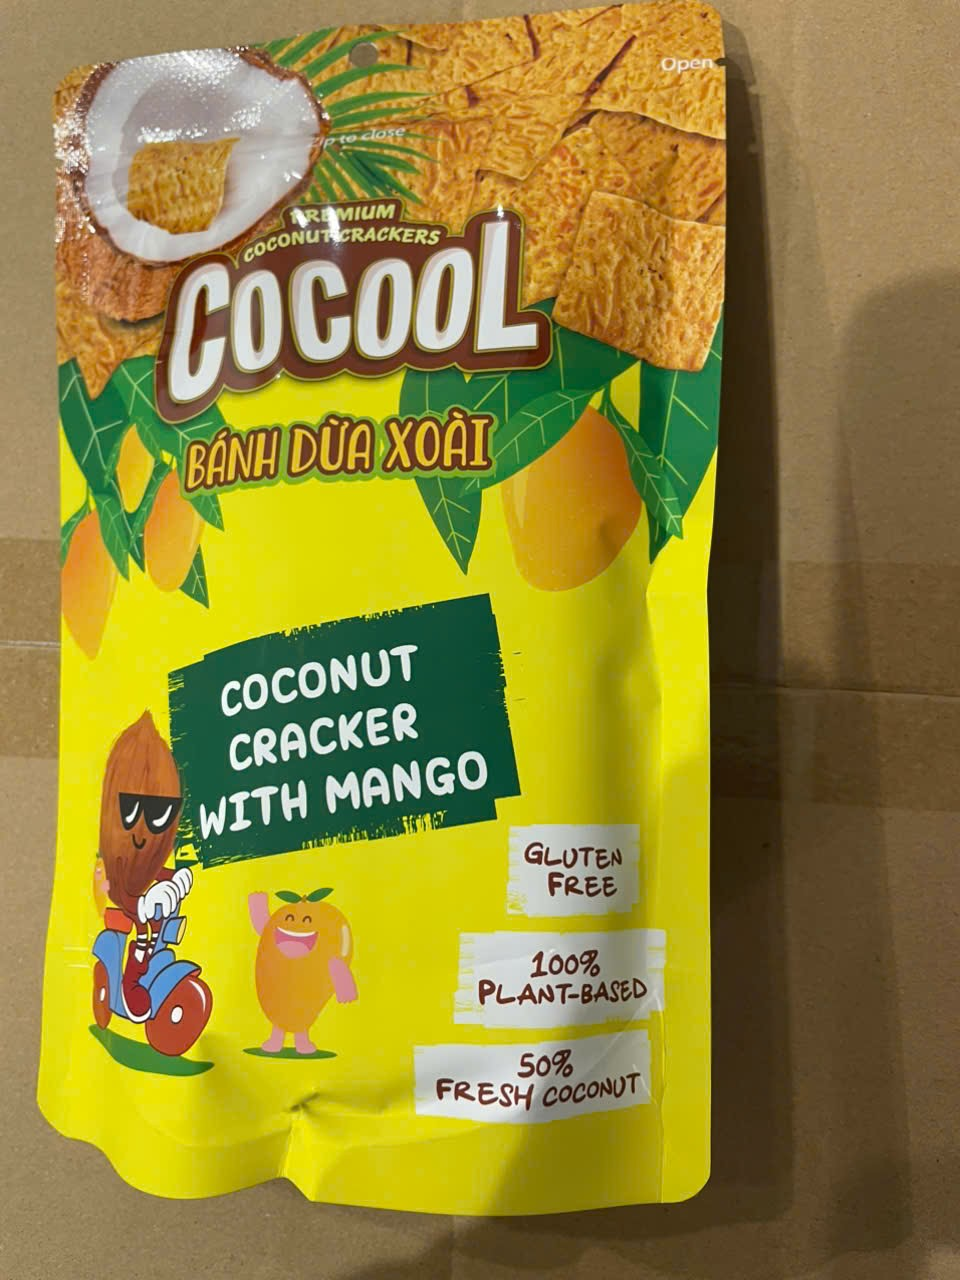 Open
Zip to close
PREMIUM
COCONUT CRACKERS
COCOOL
BÁNH DỪA XOÀI
COCONUT
CRACKER
WITH MANGO
GLUTEN
FREE
100%
PLANT-BASED
50%
FRESH COCONUT